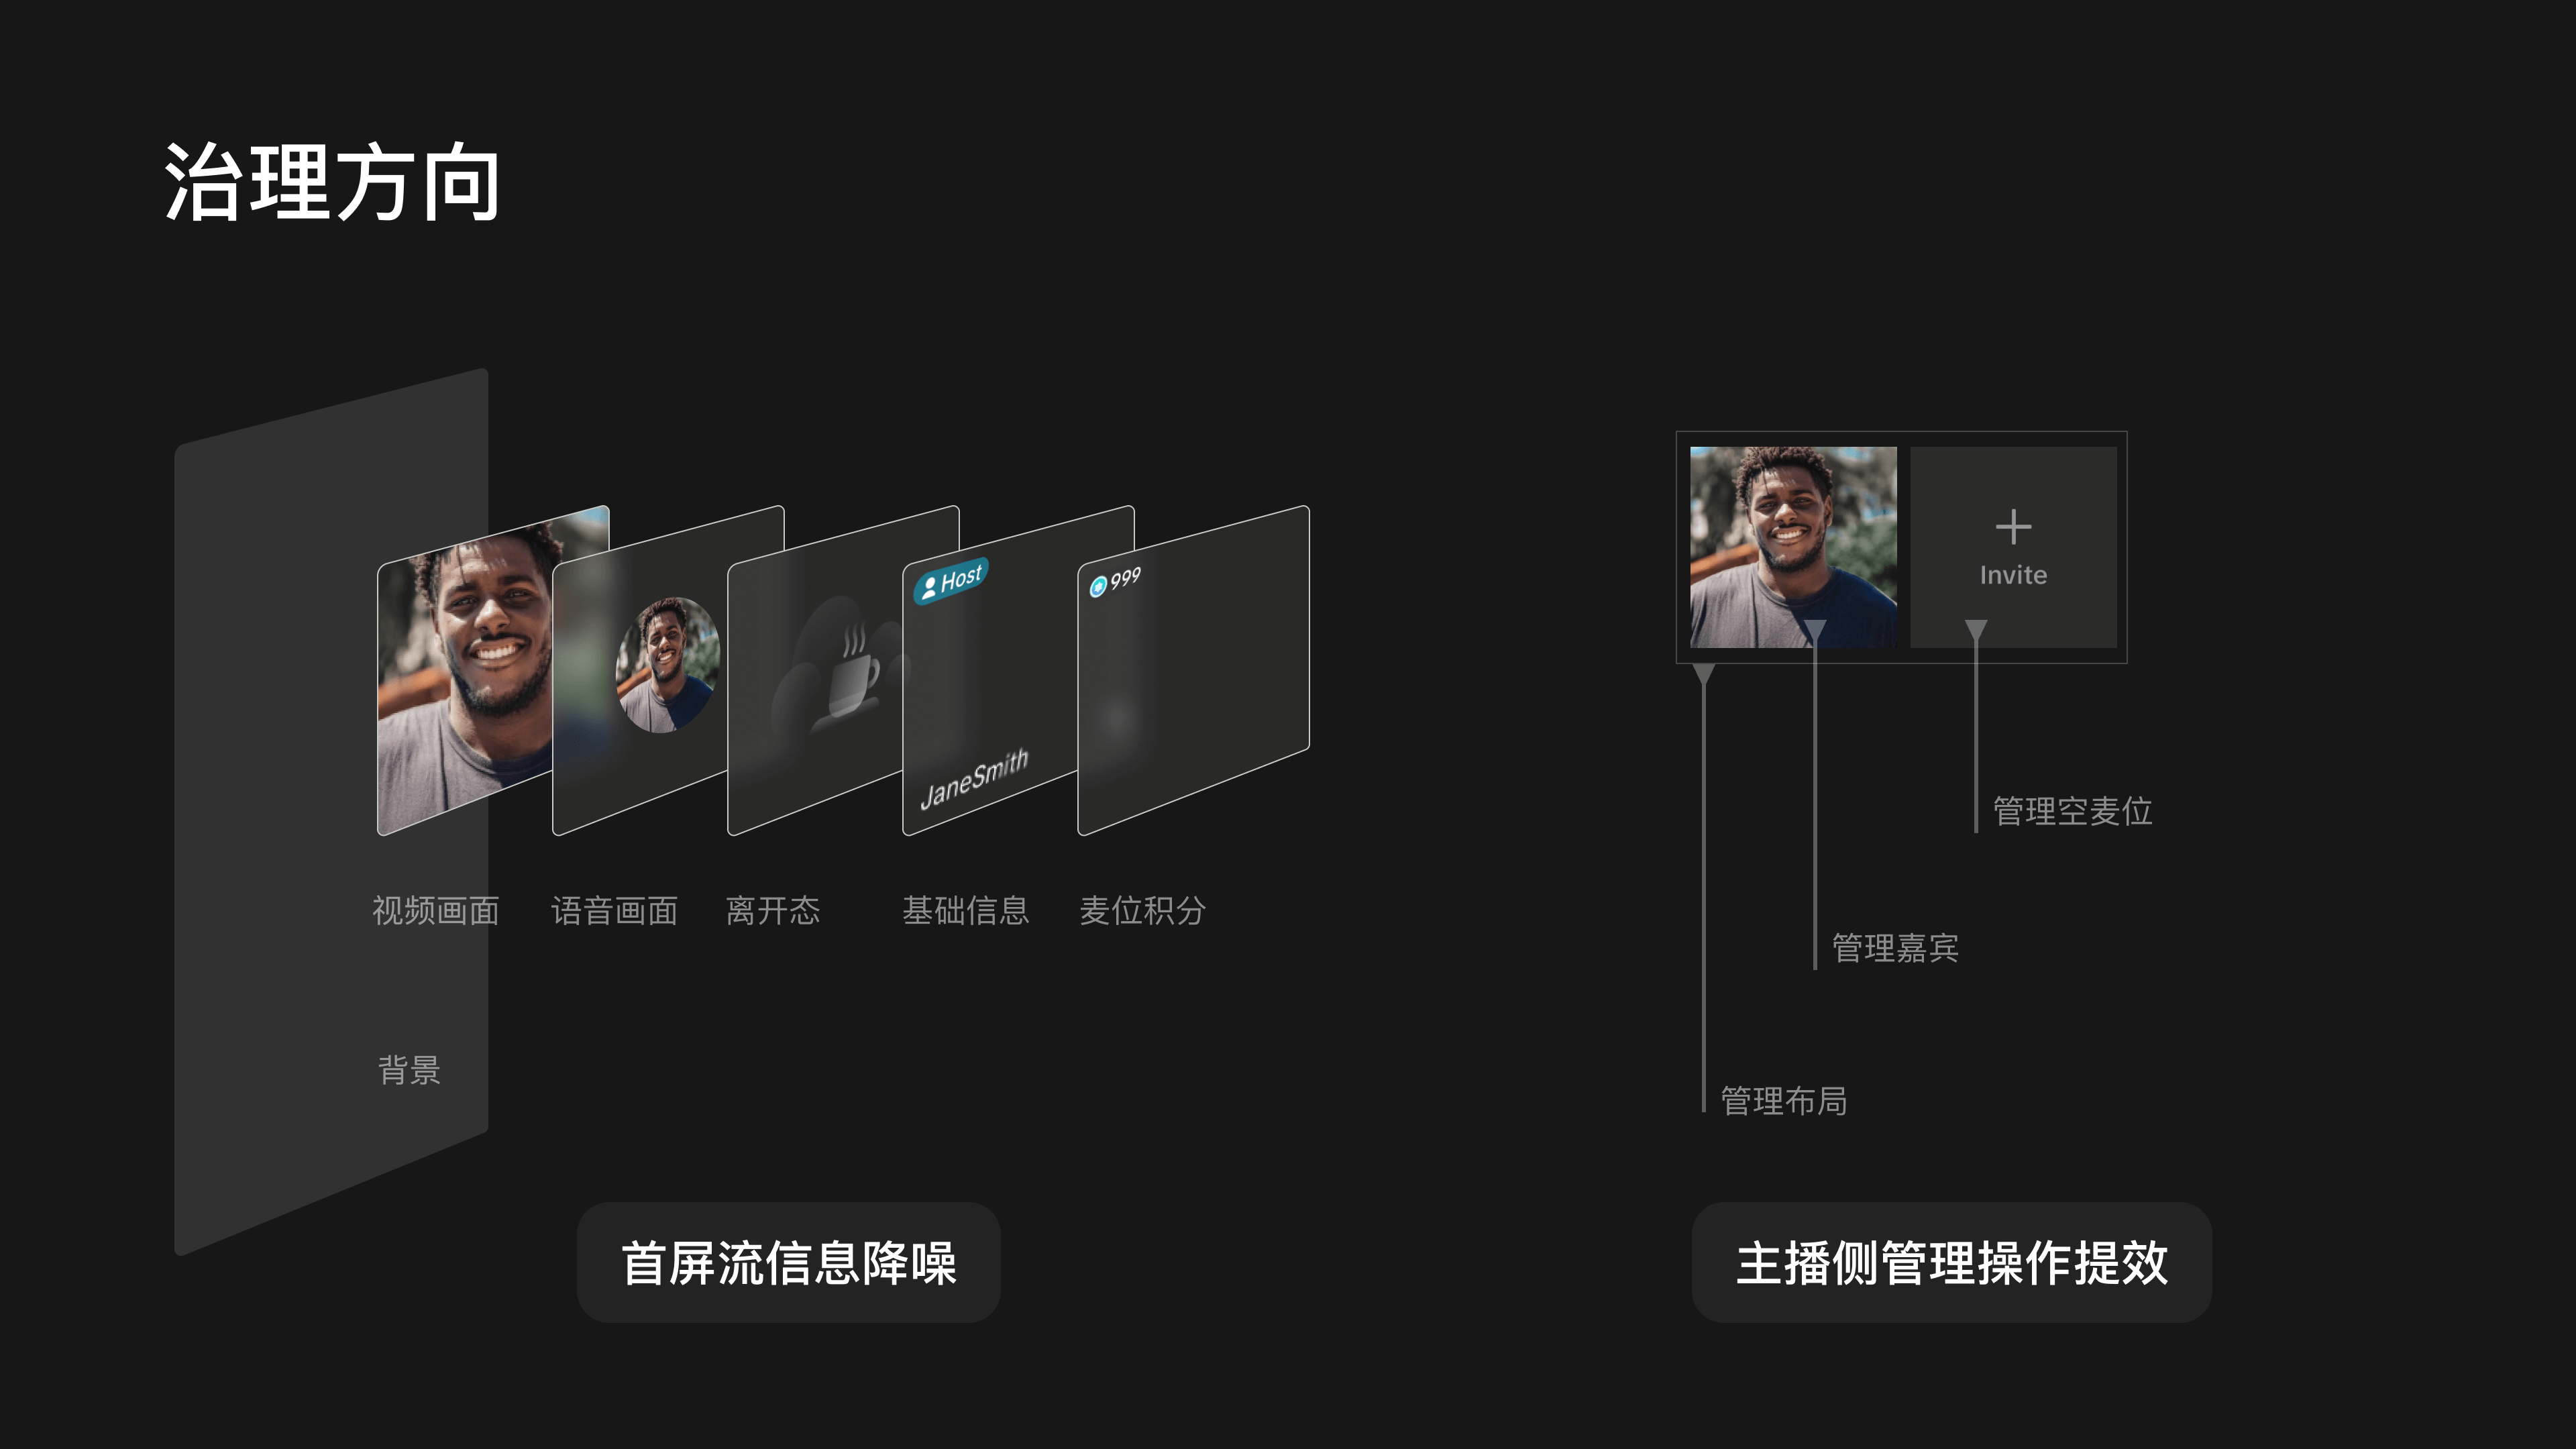 治理方向
Host
999
JaneSmith
视频画面
语音画面
离开态
基础信息
麦位积分
背景
首屏流信息降噪
Invite
管理空麦位
管理嘉宾
管理布局
主播侧管理操作提效